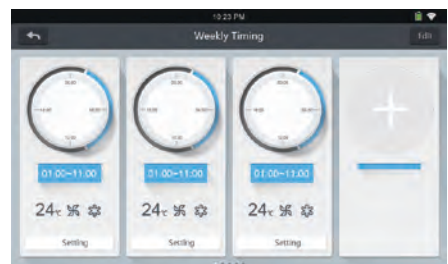 10:23 PM
Weekly Timing
Edit
01:00~11:00
01:00~11:00
01:00~11:00
24℃
24℃
24℃
Setting
Setting
Setting